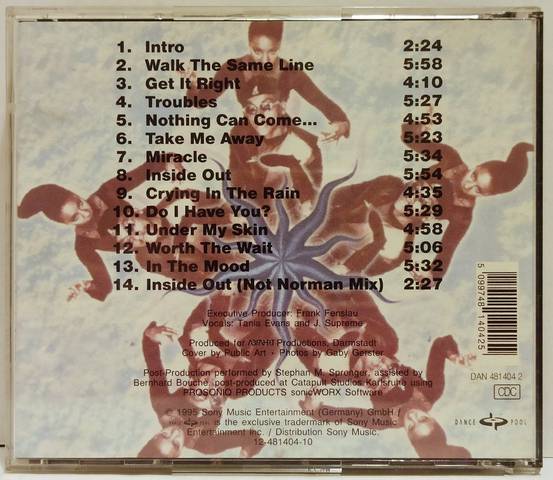 1. Intro 2:24
2. Walk The Same Line 5:58
3. Get It Right 4:10
4. Troubles 5:27
5. Nothing Can Come... 4:53
6. Take Me Away 5:23
7. Miracle 5:34
8. Inside Out 5:54
9. Crying In The Rain 4:35
10. Do I Have You? 5:29
11. Under My Skin 4:58
12. Worth The Wait 5:06
13. In The Mood 5:32
14. Inside Out (Not Norman Mix) 2:27
Executive Producer: Frank Fenslau
Vocals: Tania Evans and J. Supreme
Produced for Productions, Darmstadt
Cover by Public Art • Photos by Gaby Gerster
Post-Production performed by Stephan M. Sprenger, assisted by
Bernhard Bouché, post-produced at Catapult Studios Karlsruhe using
PROSONIQ PRODUCTS sonicWORX Software
© 1995 Sony Music Entertainment (Germany) GmbH /
is the exclusive trademark of Sony Music
Entertainment Inc. / Distribution Sony Music.
12-481404-10
5 099748 140425
DAN 481404 2
CDC
DANCE POOL